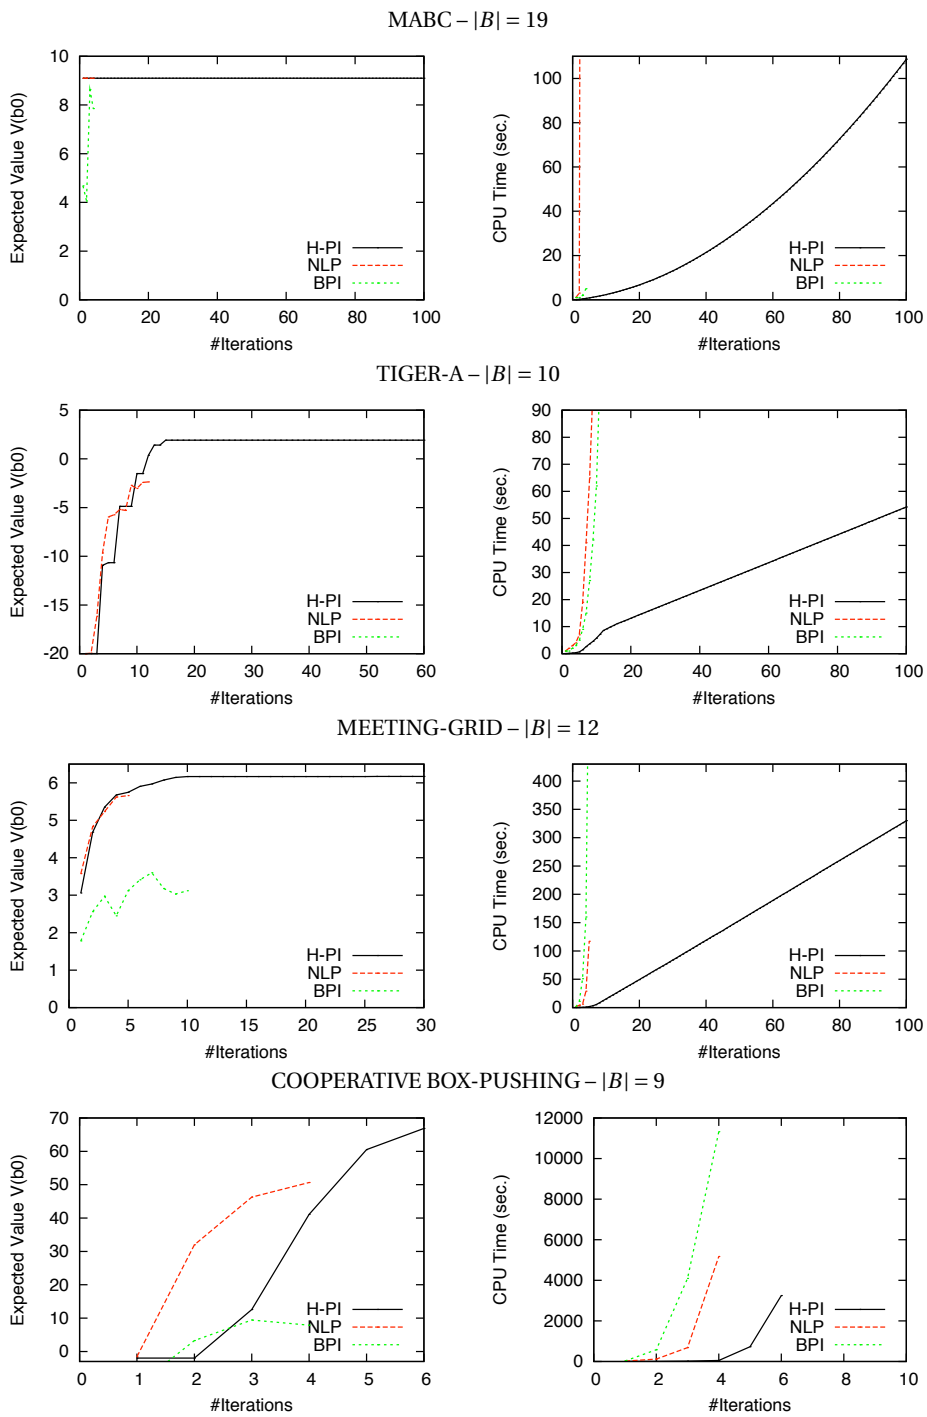 MABC – |B| = 19
Expected Value V(b0)
10
8
6
4
2
0
0 20 40 60 80 100
#Iterations
H-PI
NLP
BPI
CPU Time (sec.)
100
80
60
40
20
0
0 20 40 60 80 100
#Iterations
H-PI
NLP
BPI
TIGER-A – |B| = 10
Expected Value V(b0)
5
0
-5
-10
-15
-20
0 10 20 30 40 50 60
#Iterations
H-PI
NLP
BPI
CPU Time (sec.)
90
80
70
60
50
40
30
20
10
0
0 20 40 60 80 100
#Iterations
H-PI
NLP
BPI
MEETING-GRID – |B| = 12
Expected Value V(b0)
6
5
4
3
2
1
0
0 5 10 15 20 25 30
#Iterations
H-PI
NLP
BPI
CPU Time (sec.)
400
350
300
250
200
150
100
50
0
0 20 40 60 80 100
#Iterations
H-PI
NLP
BPI
COOPERATIVE BOX-PUSHING – |B| = 9
Expected Value V(b0)
70
60
50
40
30
20
10
0
0 1 2 3 4 5 6
#Iterations
H-PI
NLP
BPI
CPU Time (sec.)
12000
10000
8000
6000
4000
2000
0
0 2 4 6 8 10
#Iterations
H-PI
NLP
BPI